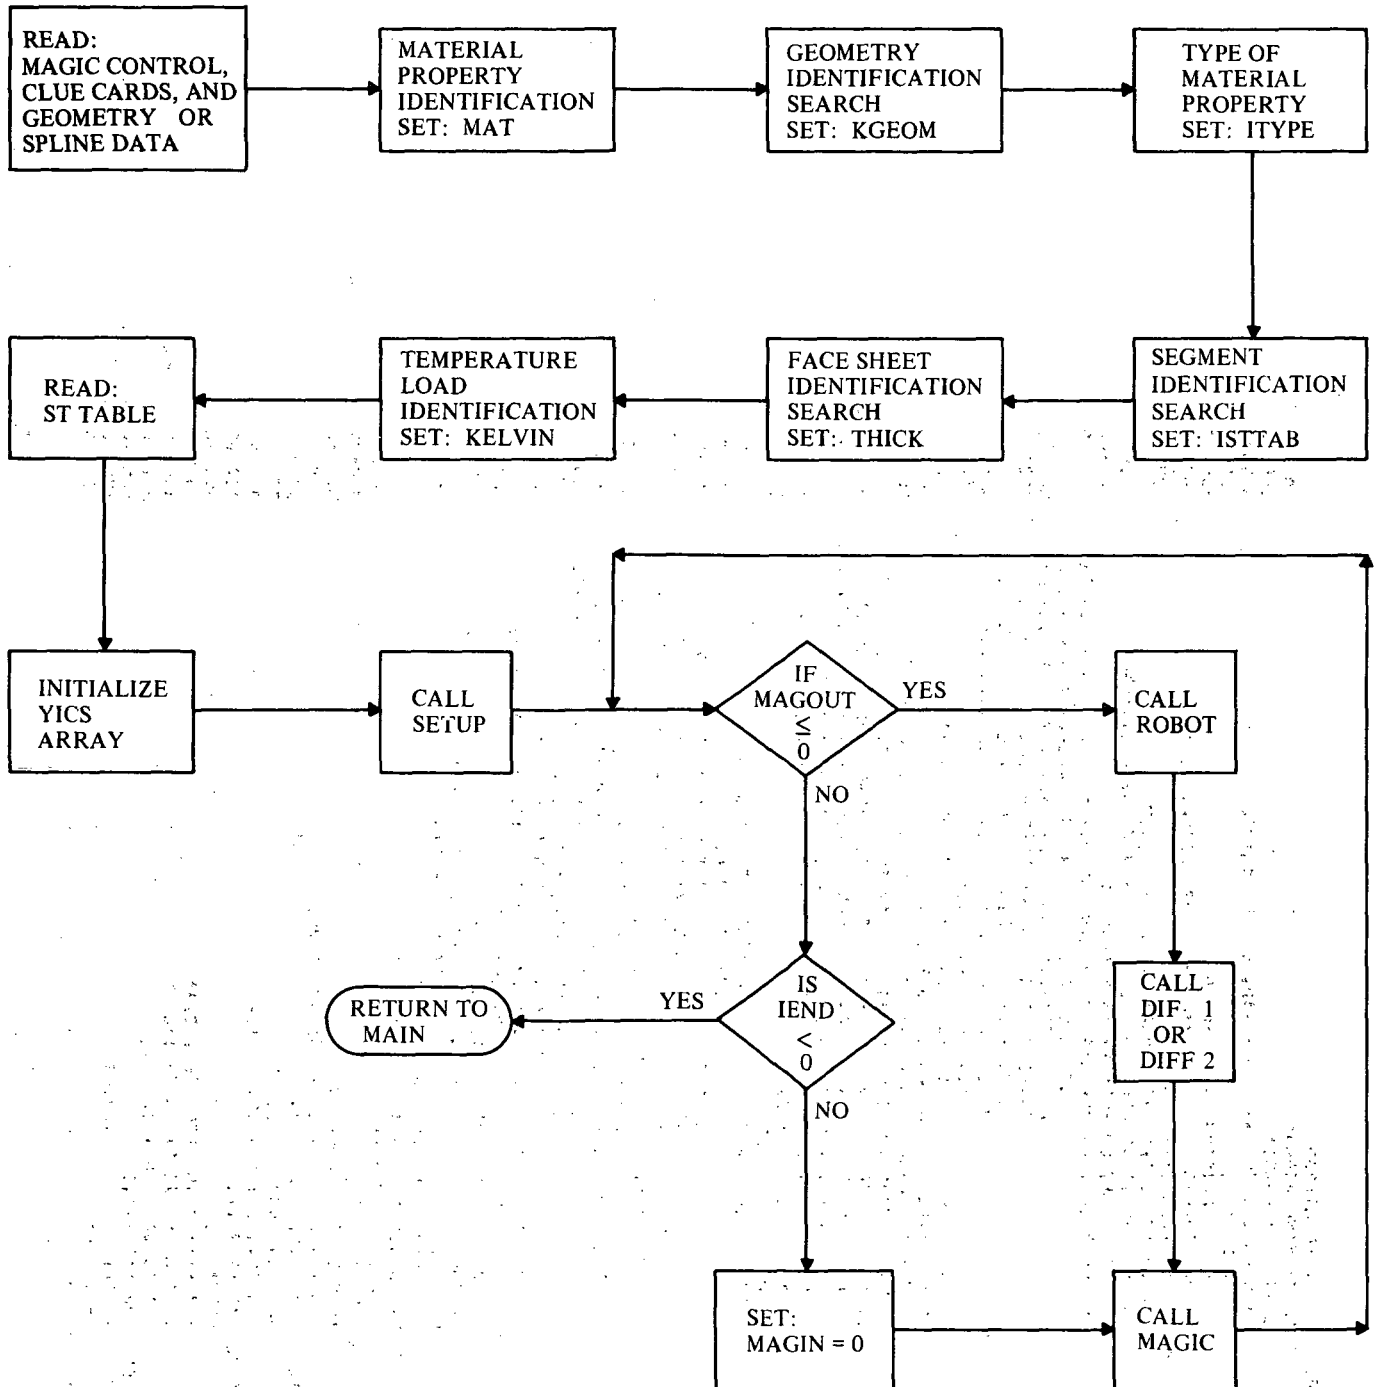 READ:
MAGIC CONTROL,
CLUE CARDS, AND
GEOMETRY OR
SPLINE DATA
MATERIAL
PROPERTY
IDENTIFICATION
SET: MAT
GEOMETRY
IDENTIFICATION
SEARCH
SET: KGEOM
TYPE OF
MATERIAL
PROPERTY
SET: ITYPE
SEGMENT
IDENTIFICATION
SEARCH
SET: ISTTAB
FACE SHEET
IDENTIFICATION
SEARCH
SET: THICK
TEMPERATURE
LOAD
IDENTIFICATION
SET: KELVIN
READ:
ST TABLE
INITIALIZE
YICS
ARRAY
CALL
SETUP
IF
MAGOUT
≤
0
YES
CALL
ROBOT
NO
CALL
DIF 1
OR
DIFF 2
IS
IEND
<
0
YES
RETURN TO
MAIN
NO
SET:
MAGIN = 0
CALL
MAGIC